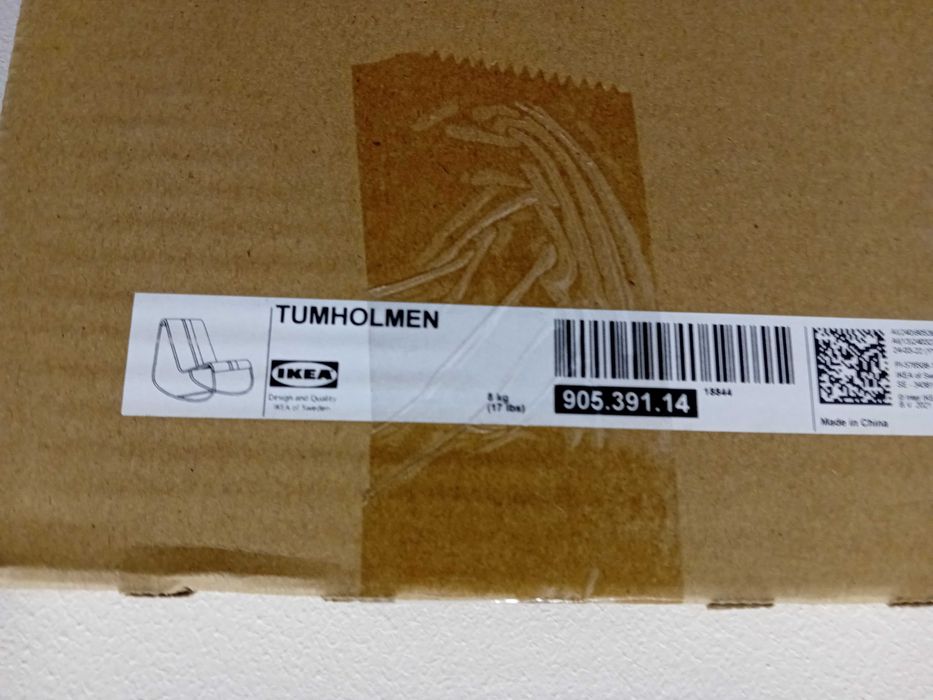 TUMHOLMEN
IKEA
Design and Quality
IKEA of Sweden
8 kg
(17 lbs)
905.391.14
18844
Made in China